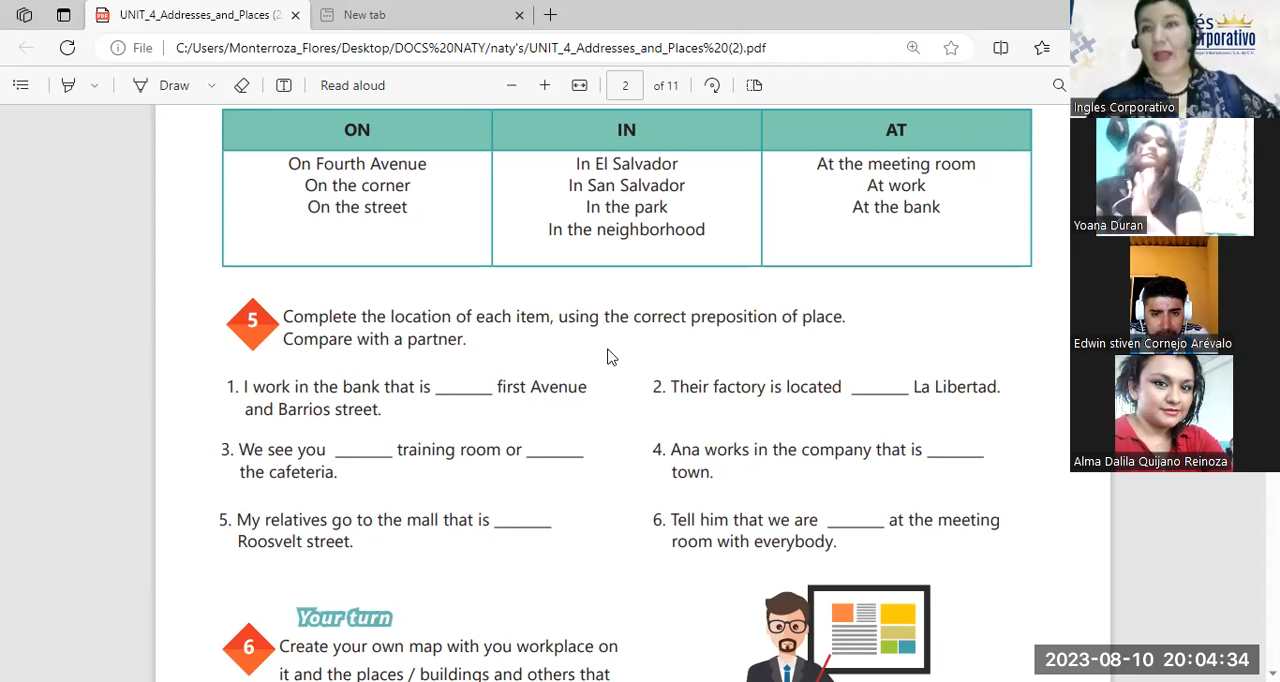 UNIT_4_Addresses_and_Places (2
New tab
File
C:/Users/Monterroza_Flores/Desktop/DOCS%20NATY/naty's/UNIT_4_Addresses_and_Places%20(2).pdf
Draw
Read aloud
2
of 11
ON
IN
AT
On Fourth Avenue
On the corner
On the street
In El Salvador
In San Salvador
In the park
In the neighborhood
At the meeting room
At work
At the bank
5
Complete the location of each item, using the correct preposition of place.
Compare with a partner.
1. I work in the bank that is ______ first Avenue
and Barrios street.
2. Their factory is located ______ La Libertad.
3. We see you ______ training room or ______
the cafeteria.
4. Ana works in the company that is ______
town.
5. My relatives go to the mall that is ______
Roosvelt street.
6. Tell him that we are ______ at the meeting
room with everybody.
Your turn
6
Create your own map with you workplace on
it and the places / buildings and others that
Ingles Corporativo
Yoana Duran
Edwin stiven Cornejo Arévalo
Alma Dalila Quijano Reinoza
2023-08-10 20:04:34